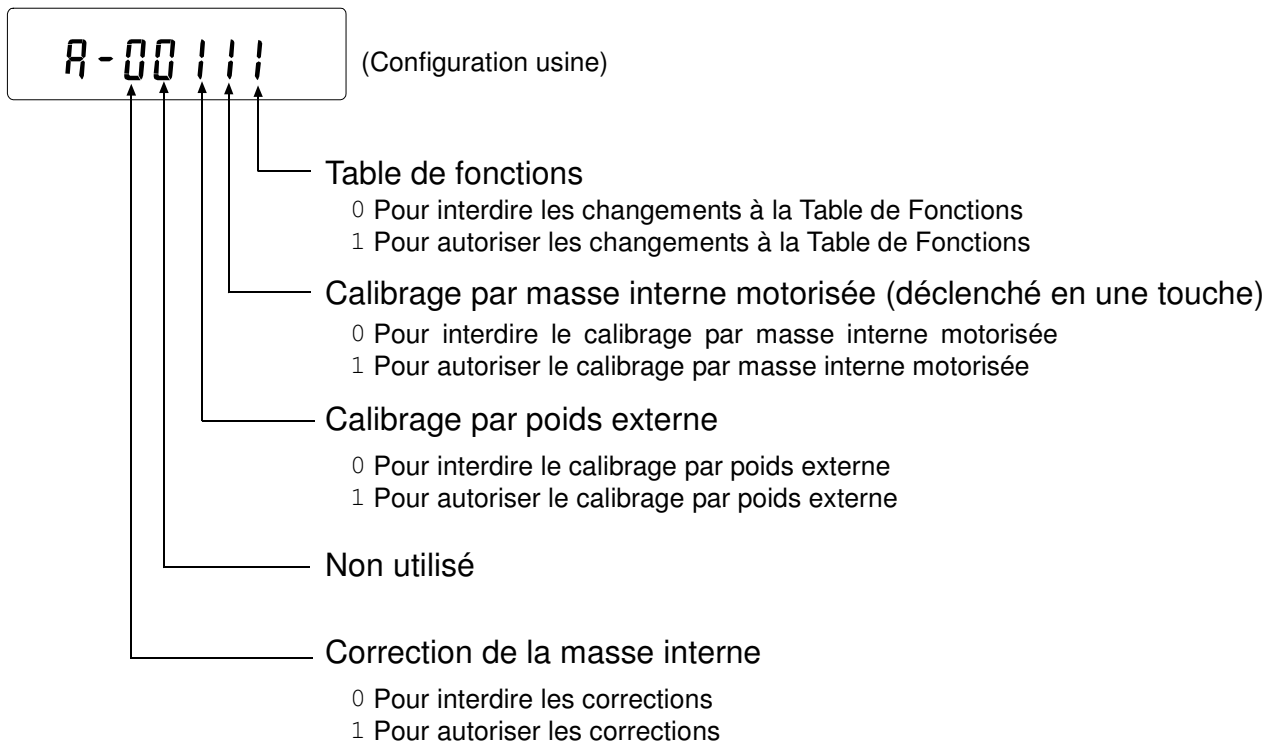 A-00111
(Configuration usine)
Table de fonctions
0 Pour interdire les changements à la Table de Fonctions
1 Pour autoriser les changements à la Table de Fonctions
Calibrage par masse interne motorisée (déclenché en une touche)
0 Pour interdire le calibrage par masse interne motorisée
1 Pour autoriser le calibrage par masse interne motorisée
Calibrage par poids externe
0 Pour interdire le calibrage par poids externe
1 Pour autoriser le calibrage par poids externe
Non utilisé
Correction de la masse interne
0 Pour interdire les corrections
1 Pour autoriser les corrections